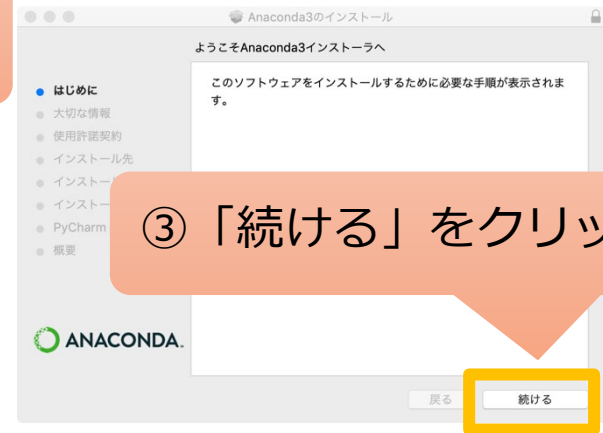 Anaconda3のインストール
ようこそAnaconda3インストーラへ
このソフトウェアをインストールするために必要な手順が表示されま
す。
はじめに
大切な情報
使用許諾契約
インストール先
インストー
インストー
PyCharm
概要
③「続ける」をクリッ
ANACONDA.
戻る
続ける